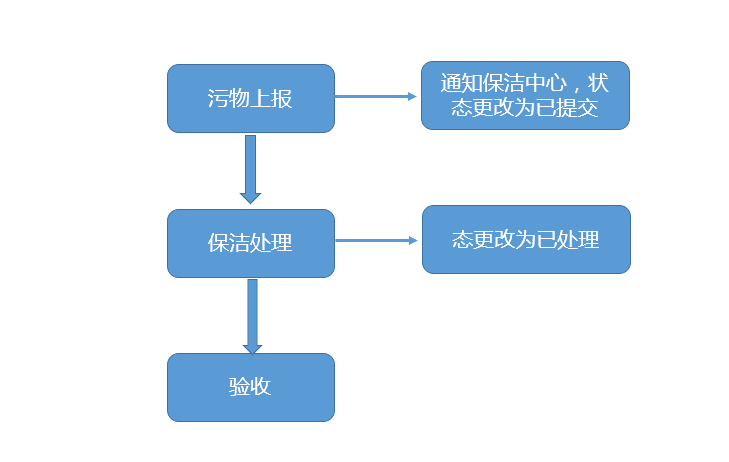 污物上报
通知保洁中心，状
态更改为已提交
保洁处理
态更改为已处理
验收